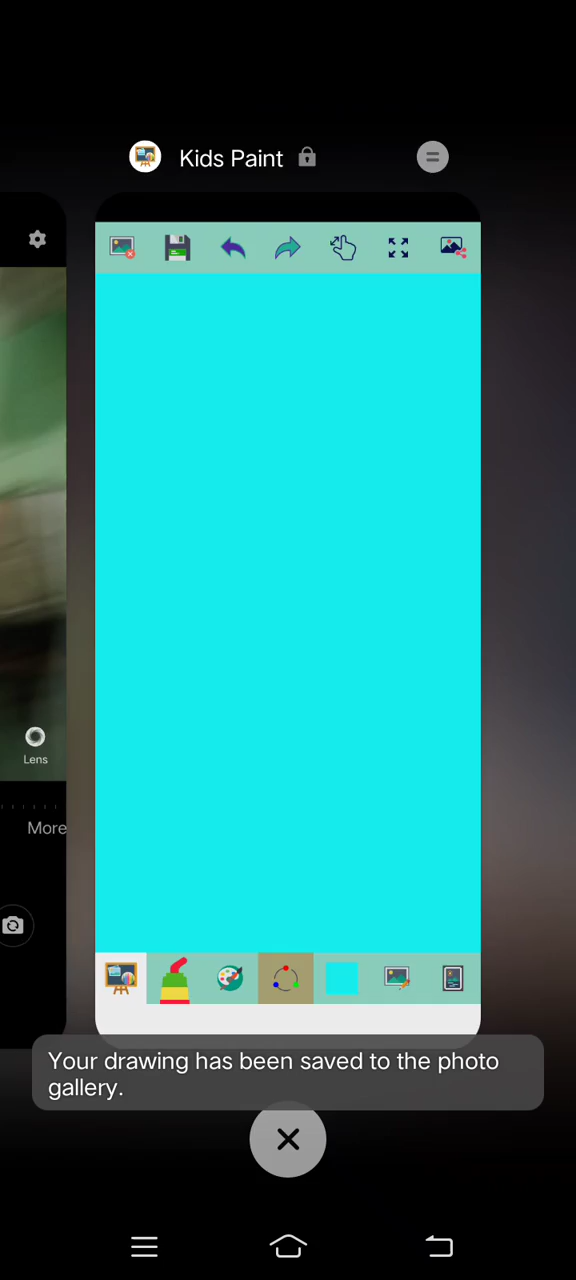 Kids Paint
Lens
More
Your drawing has been saved to the photo
gallery.